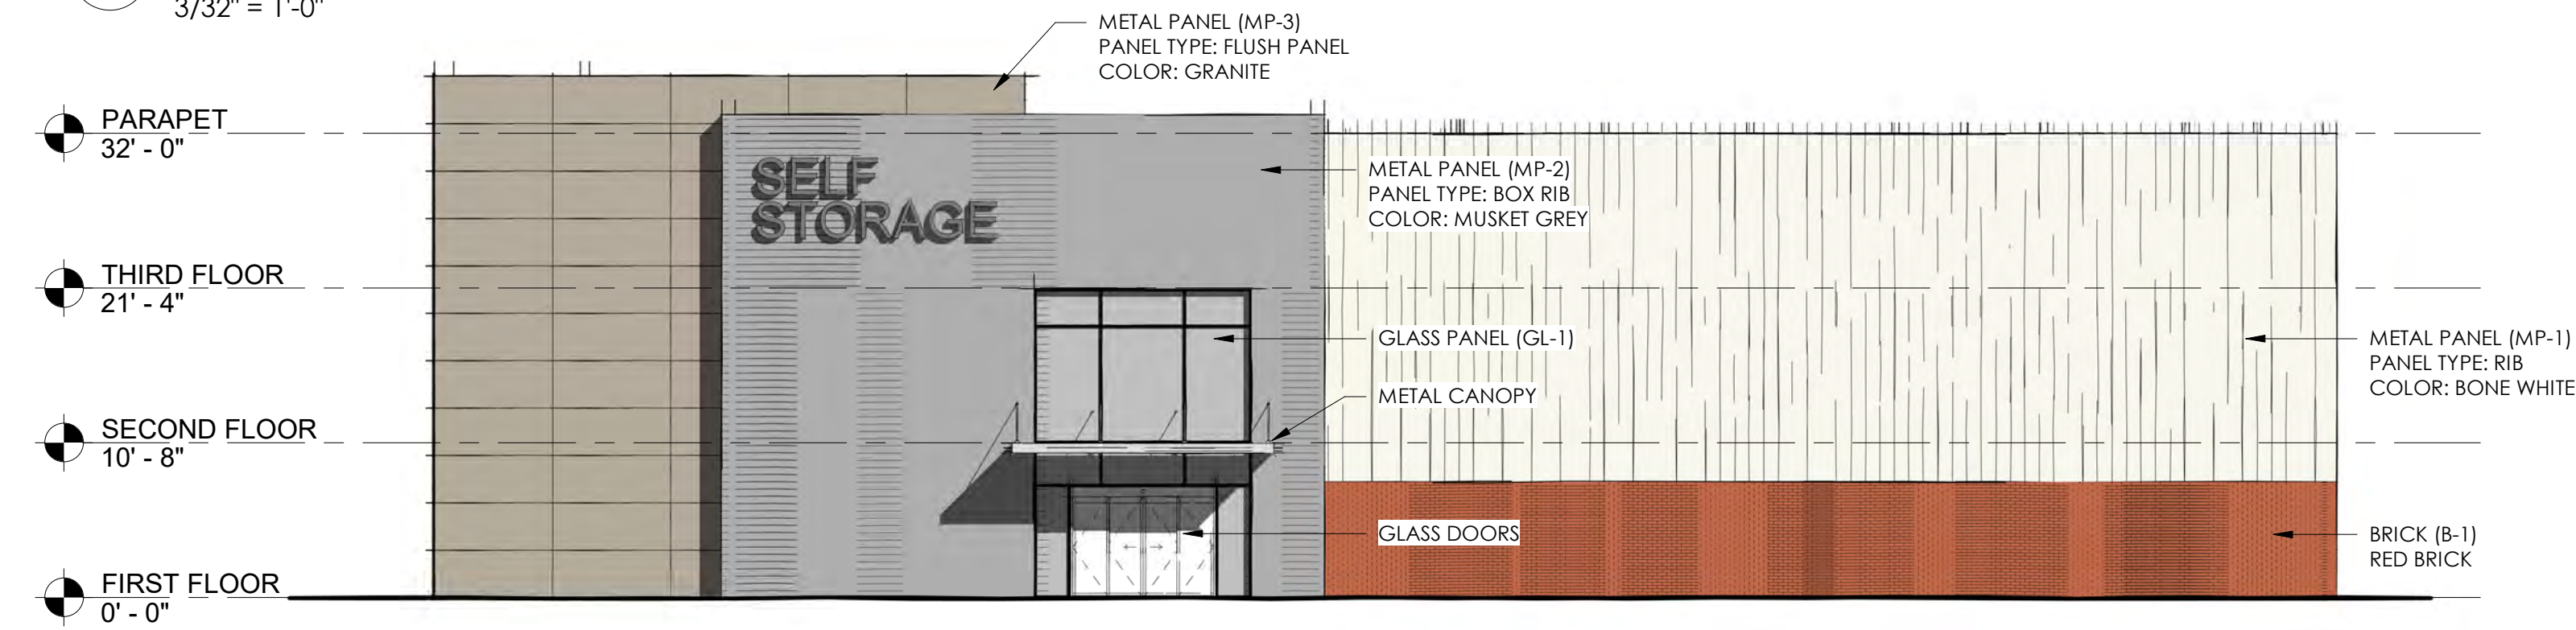 3/32" = 1'-0"
METAL PANEL (MP-3)
PANEL TYPE: FLUSH PANEL
COLOR: GRANITE
PARAPET
32' - 0"
SELF
STORAGE
METAL PANEL (MP-2)
PANEL TYPE: BOX RIB
COLOR: MUSKET GREY
THIRD FLOOR
21' - 4"
GLASS PANEL (GL-1)
METAL PANEL (MP-1)
PANEL TYPE: RIB
COLOR: BONE WHITE
METAL CANOPY
SECOND FLOOR
10' - 8"
GLASS DOORS
BRICK (B-1)
RED BRICK
FIRST FLOOR
0' - 0"